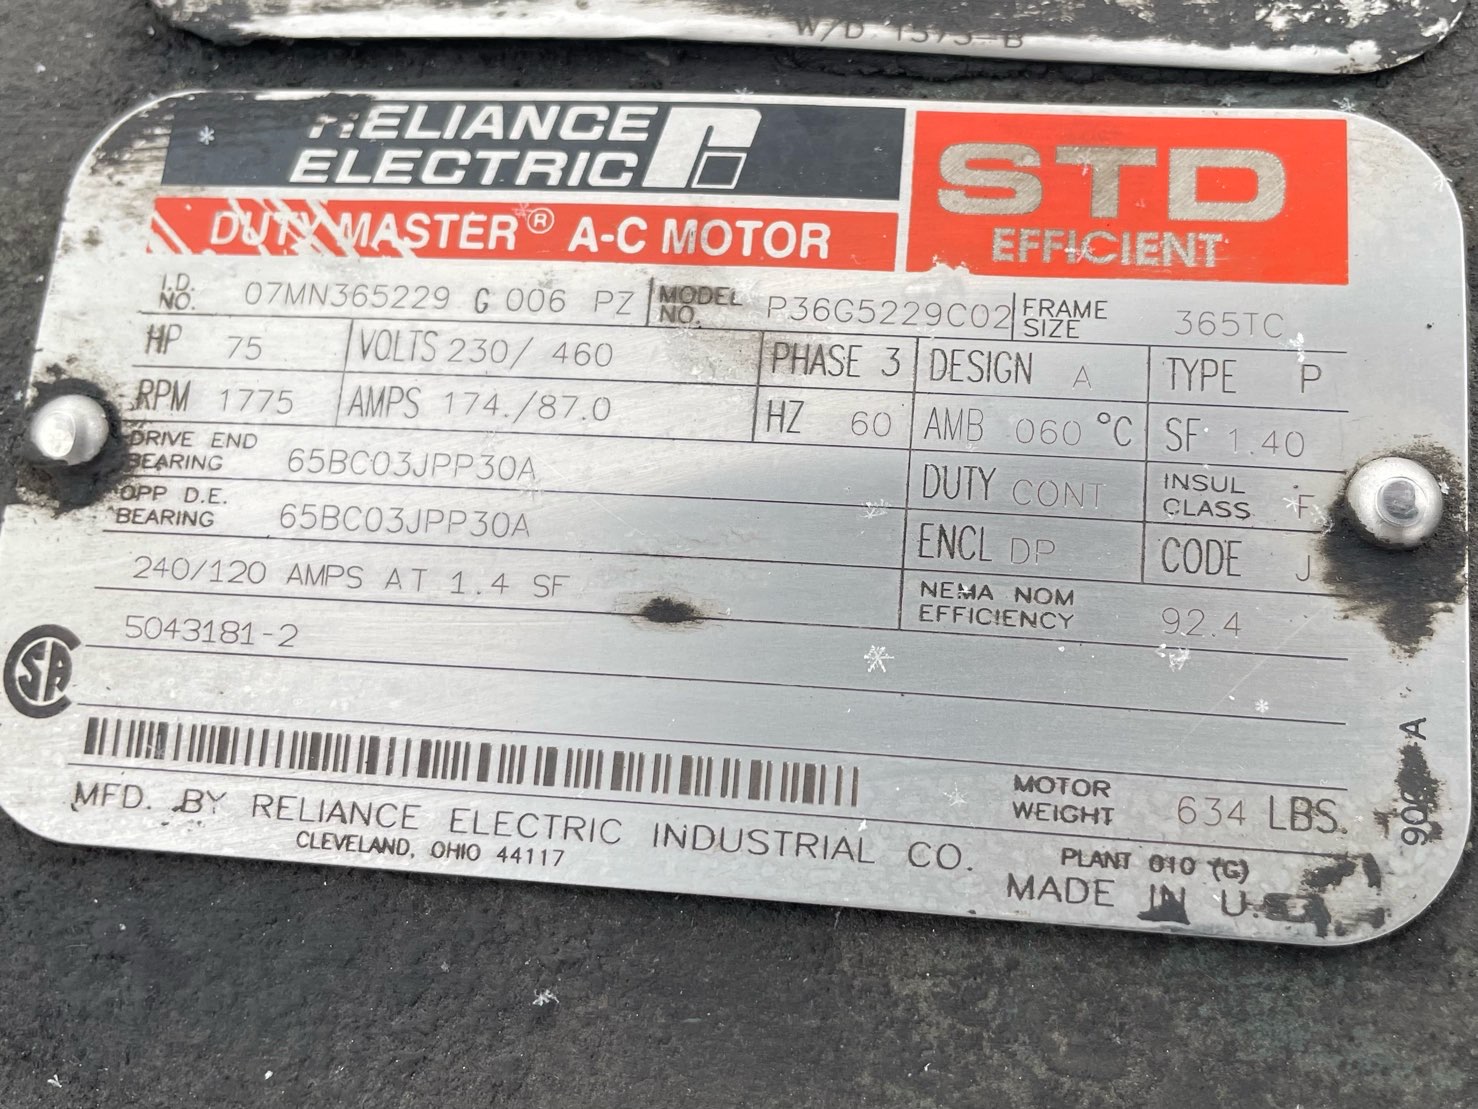 W/D 1393-B
RELIANCE
ELECTRIC
STD
EFFICIENT
DUTY MASTER® A-C MOTOR
I.D. NO. 07MN365229 G 006 PZ MODEL NO. P36G5229C02 FRAME SIZE 365TC
HP 75 VOLTS 230/ 460 PHASE 3 DESIGN A TYPE P
RPM 1775 AMPS 174./87.0 HZ 60 AMB 060 °C SF 1.40
DRIVE END BEARING 65BC03JPP30A DUTY CONT INSUL CLASS F
OPP D.E. BEARING 65BC03JPP30A ENCL DP CODE J
240/120 AMPS AT 1.4 SF NEMA NOM EFFICIENCY 92.4
5043181-2
SA
MOTOR WEIGHT 634 LBS.
MFD. BY RELIANCE ELECTRIC INDUSTRIAL CO.
CLEVELAND, OHIO 44117
PLANT 010 (G)
MADE IN U.S.A.